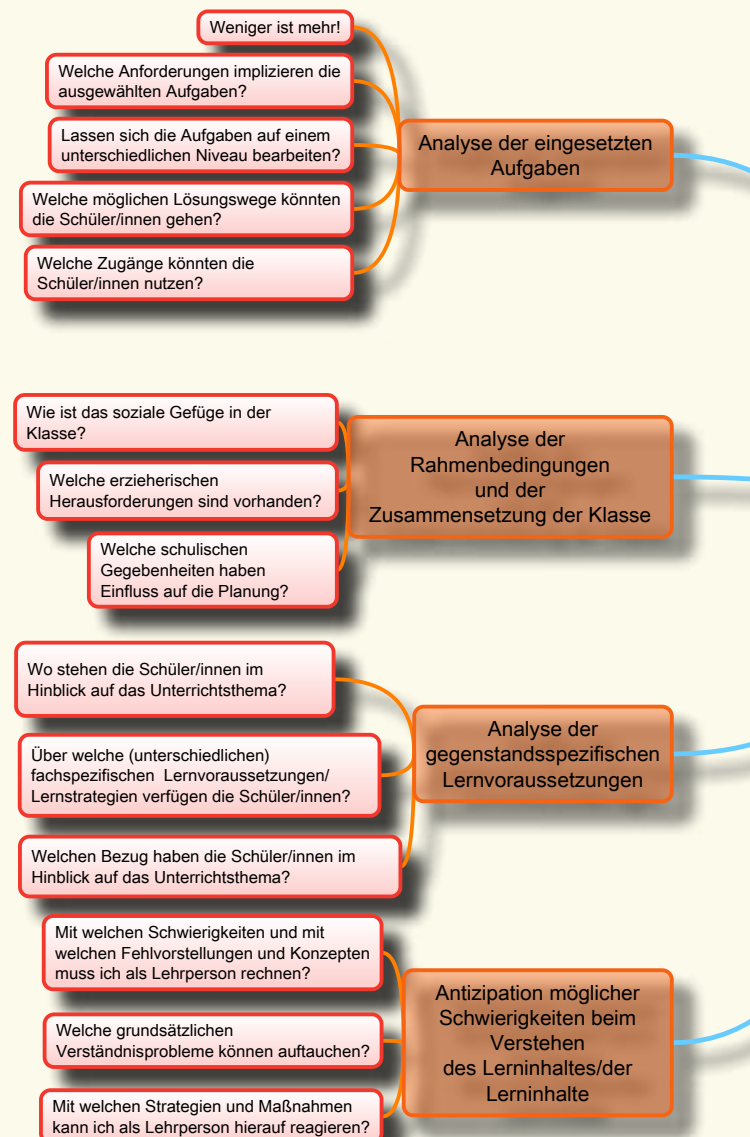 Weniger ist mehr!
Welche Anforderungen implizieren die
ausgewählten Aufgaben?
Lassen sich die Aufgaben auf einem
unterschiedlichen Niveau bearbeiten?
Welche möglichen Lösungswege könnten
die Schüler/innen gehen?
Welche Zugänge könnten die
Schüler/innen nutzen?
Analyse der eingesetzten
Aufgaben
Wie ist das soziale Gefüge in der
Klasse?
Welche erzieherischen
Herausforderungen sind vorhanden?
Welche schulischen
Gegebenheiten haben
Einfluss auf die Planung?
Analyse der
Rahmenbedingungen
und der
Zusammensetzung der Klasse
Wo stehen die Schüler/innen im
Hinblick auf das Unterrichtsthema?
Über welche (unterschiedlichen)
fachspezifischen Lernvoraussetzungen/
Lernstrategien verfügen die Schüler/innen?
Welchen Bezug haben die Schüler/innen im
Hinblick auf das Unterrichtsthema?
Analyse der
gegenstandsspezifischen
Lernvoraussetzungen
Mit welchen Schwierigkeiten und mit
welchen Fehlvorstellungen und Konzepten
muss ich als Lehrperson rechnen?
Welche grundsätzlichen
Verständnisprobleme können auftauchen?
Mit welchen Strategien und Maßnahmen
kann ich als Lehrperson hierauf reagieren?
Antizipation möglicher
Schwierigkeiten beim
Verstehen
des Lerninhaltes/der
Lerninhalte